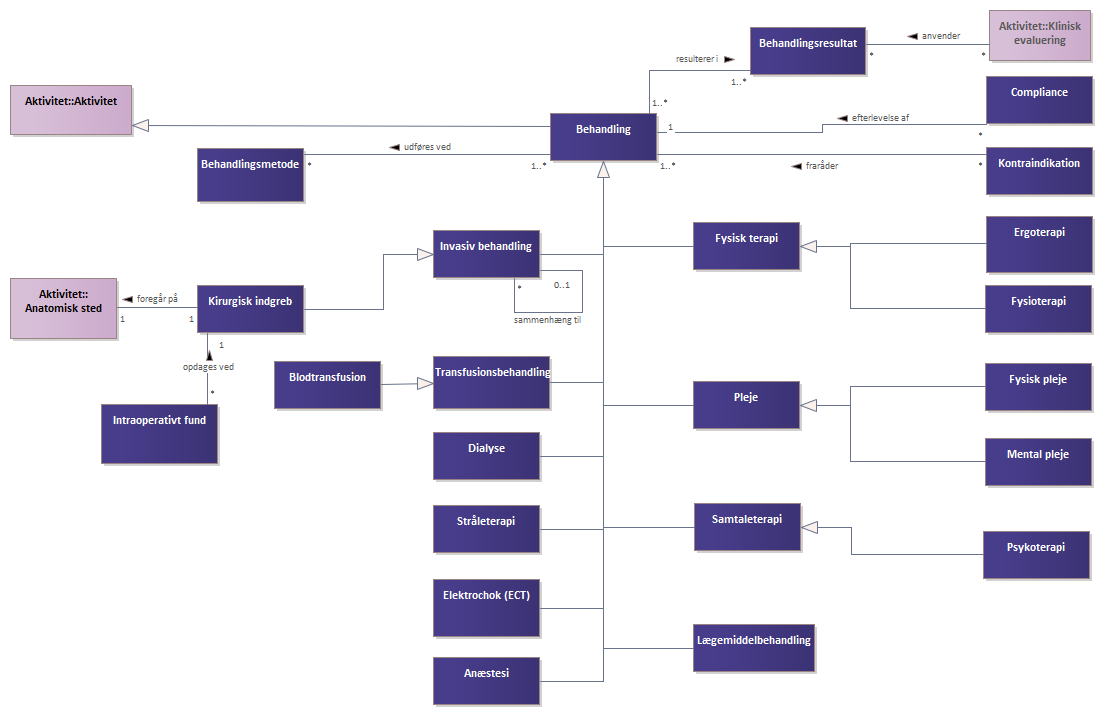 Aktivitet::Klinisk
evaluering
Behandlingsresultat
◄ anvender
*
*
resulterer i ►
1..*
1..*
Aktivitet::Aktivitet
Compliance
Behandling
1
◄ efterlevelse af
*
Behandlingsmetode
*
◄ udføres ved
1..*
1..*
◄ fraråder
*
Kontraindikation
Invasiv behandling
*
0..1
sammenhæng til
Fysisk terapi
Ergoterapi
Fysioterapi
Aktivitet::
Anatomisk sted
◄ foregår på
1
1
Kirurgisk indgreb
1
▲
opdages ved
*
Intraoperativt fund
Blodtransfusion
Transfusionsbehandling
Pleje
Fysisk pleje
Mental pleje
Dialyse
Stråleterapi
Samtaleterapi
Psykoterapi
Elektrochok (ECT)
Lægemiddelbehandling
Anæstesi